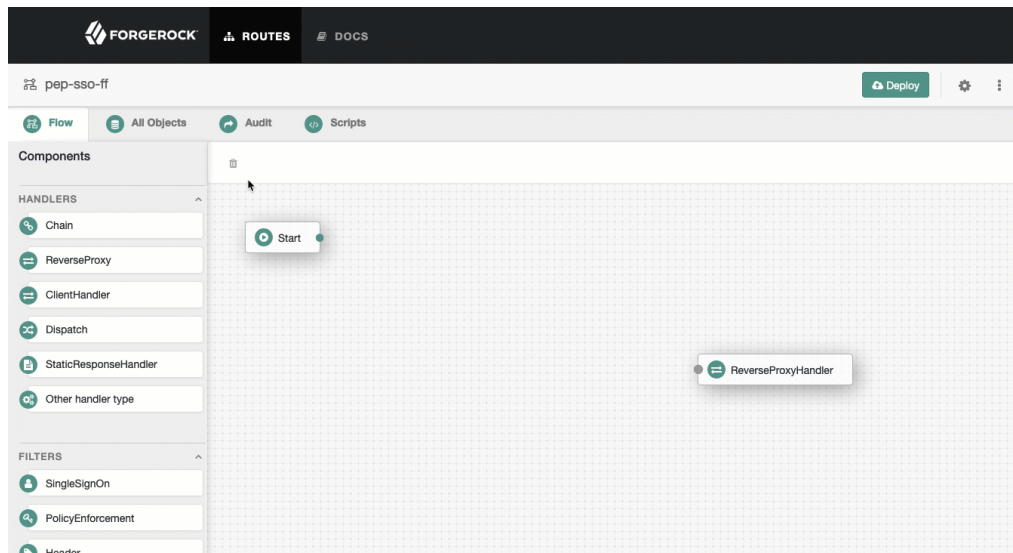 FORGEROCK ROUTES DOCS
pep-sso-ff Deploy
Flow All Objects Audit Scripts
Components
HANDLERS
Chain
Start
ReverseProxy
ClientHandler
Dispatch
StaticResponseHandler
ReverseProxyHandler
Other handler type
FILTERS
SingleSignOn
PolicyEnforcement
Header